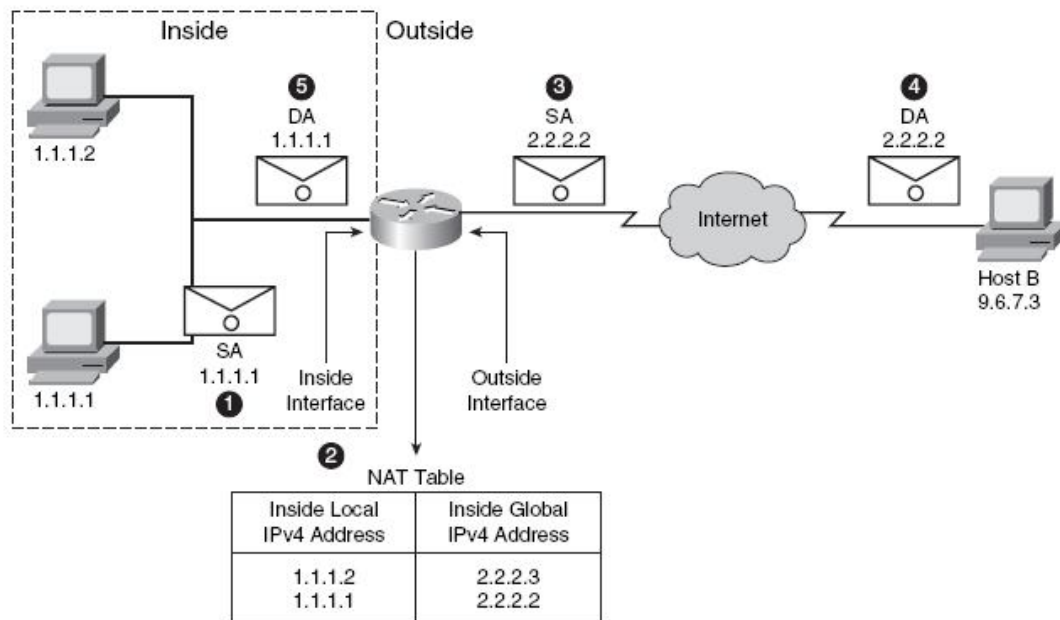 Inside
Outside
1.1.1.2
5
DA
1.1.1.1
3
SA
2.2.2.2
4
DA
2.2.2.2
Internet
Host B
9.6.7.3
1.1.1.1
SA
1.1.1.1
1
Inside
Interface
Outside
Interface
2
NAT Table
Inside Local
IPv4 Address
Inside Global
IPv4 Address
1.1.1.2
2.2.2.3
1.1.1.1
2.2.2.2